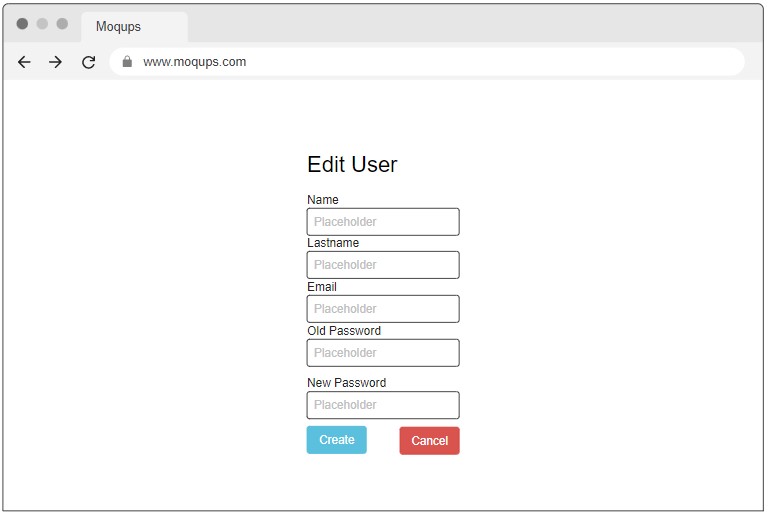 Moqups
www.moqups.com
Edit User
Name
Placeholder
Lastname
Placeholder
Email
Placeholder
Old Password
Placeholder
New Password
Placeholder
Create Cancel